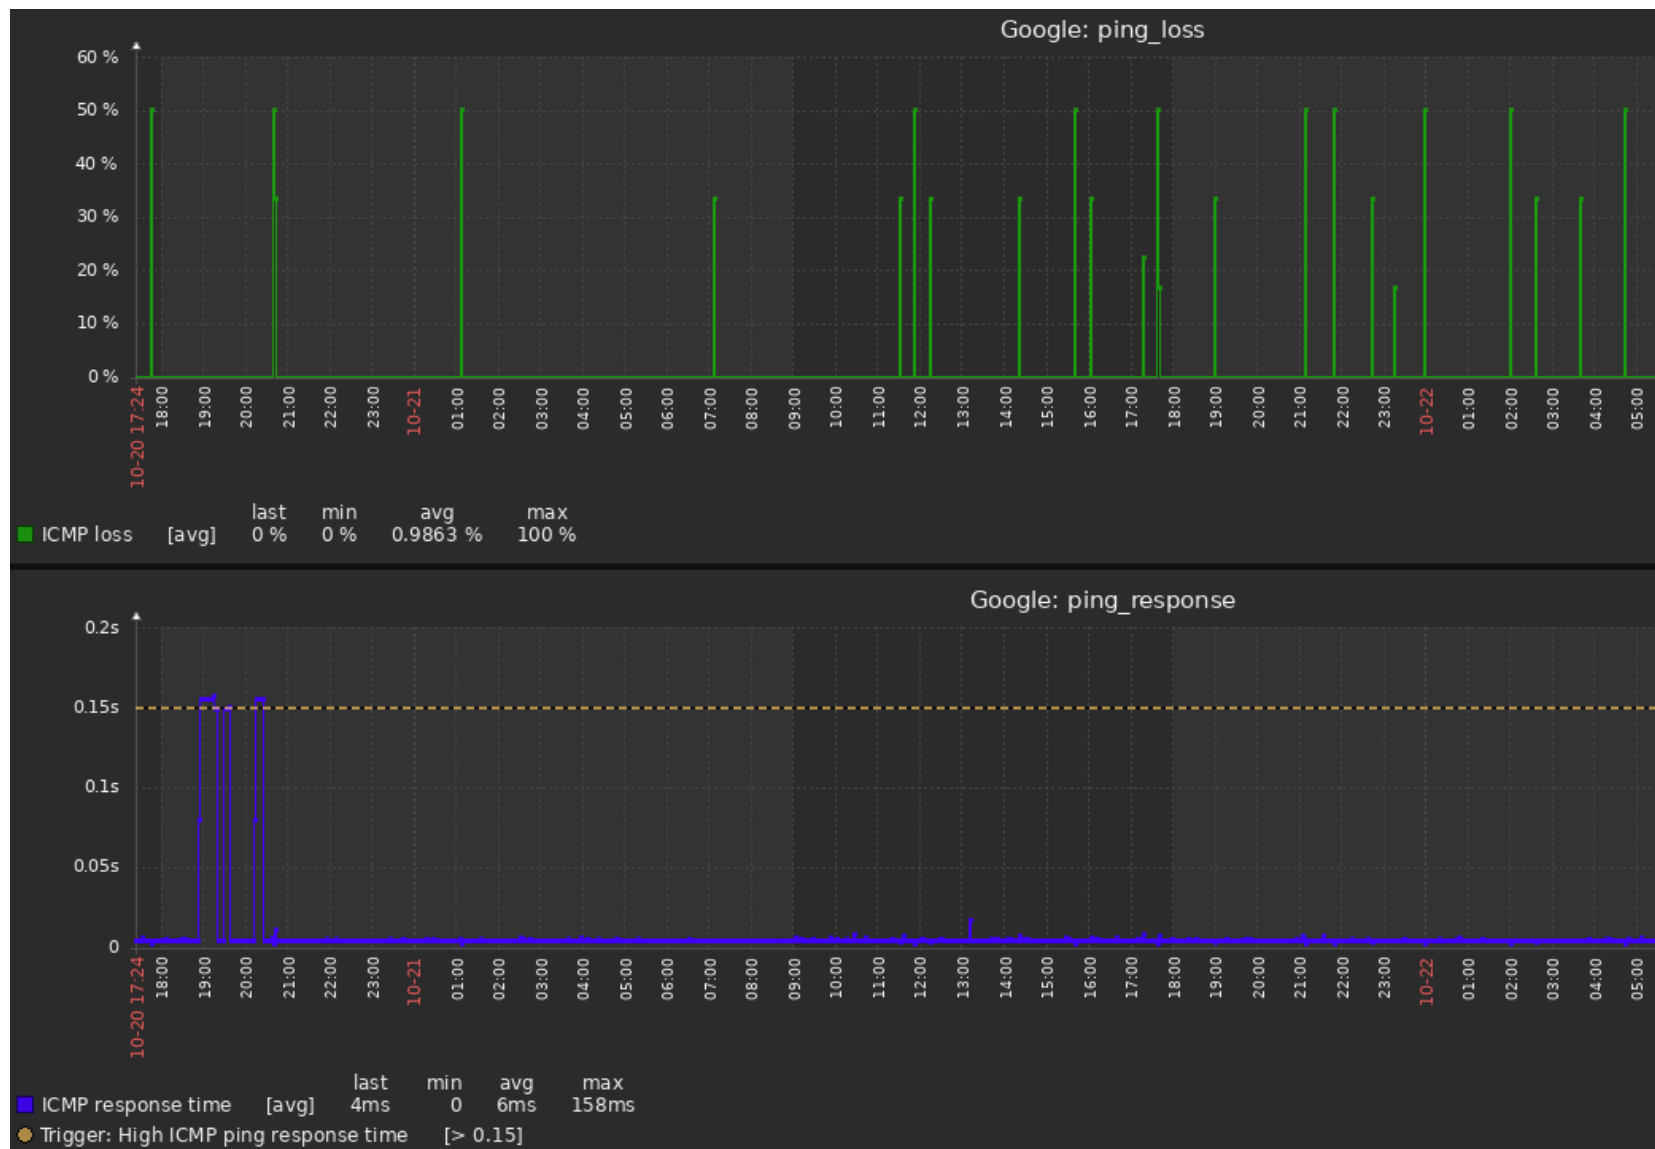 Google: ping_loss
60 %
50 %
40 %
30 %
20 %
10 %
0 %
10-20 17:24 18:00 19:00 20:00 21:00 22:00 23:00 10-21 01:00 02:00 03:00 04:00 05:00 06:00 07:00 08:00 09:00 10:00 11:00 12:00 13:00 14:00 15:00 16:00 17:00 18:00 19:00 20:00 21:00 22:00 23:00 10-22 01:00 02:00 03:00 04:00 05:00
last min avg max
ICMP loss [avg] 0 % 0 % 0.9863 % 100 %
Google: ping_response
0.2s
0.15s
0.1s
0.05s
0
10-20 17:24 18:00 19:00 20:00 21:00 22:00 23:00 10-21 01:00 02:00 03:00 04:00 05:00 06:00 07:00 08:00 09:00 10:00 11:00 12:00 13:00 14:00 15:00 16:00 17:00 18:00 19:00 20:00 21:00 22:00 23:00 10-22 01:00 02:00 03:00 04:00 05:00
last min avg max
ICMP response time [avg] 4ms 0 6ms 158ms
Trigger: High ICMP ping response time [> 0.15]